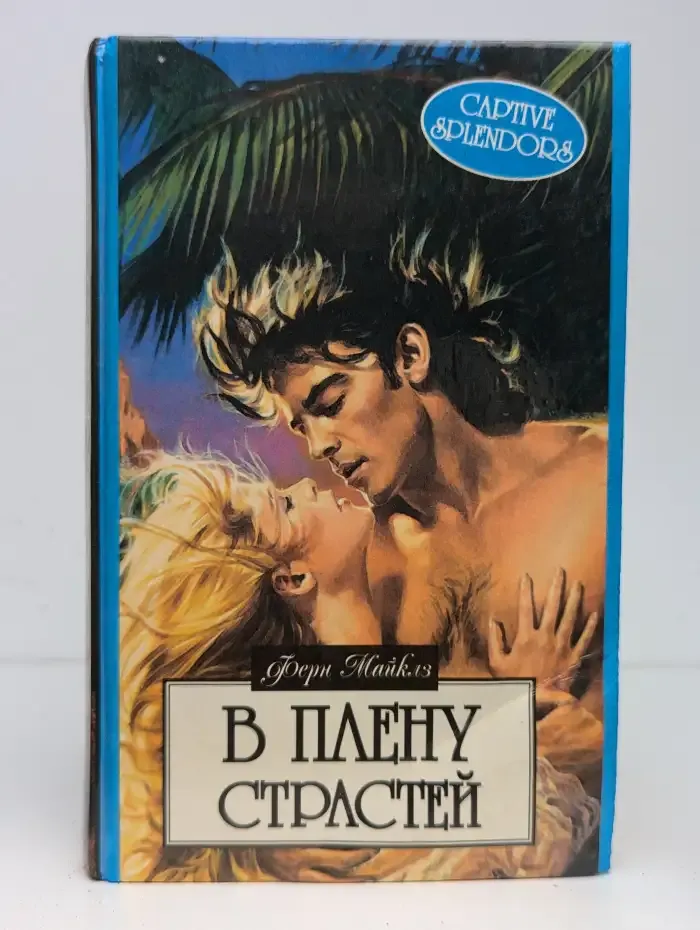 CAPTIVE
SPLENDORS
Ферн Майклз
В ПЛЕНУ
СТРАСТЕЙ